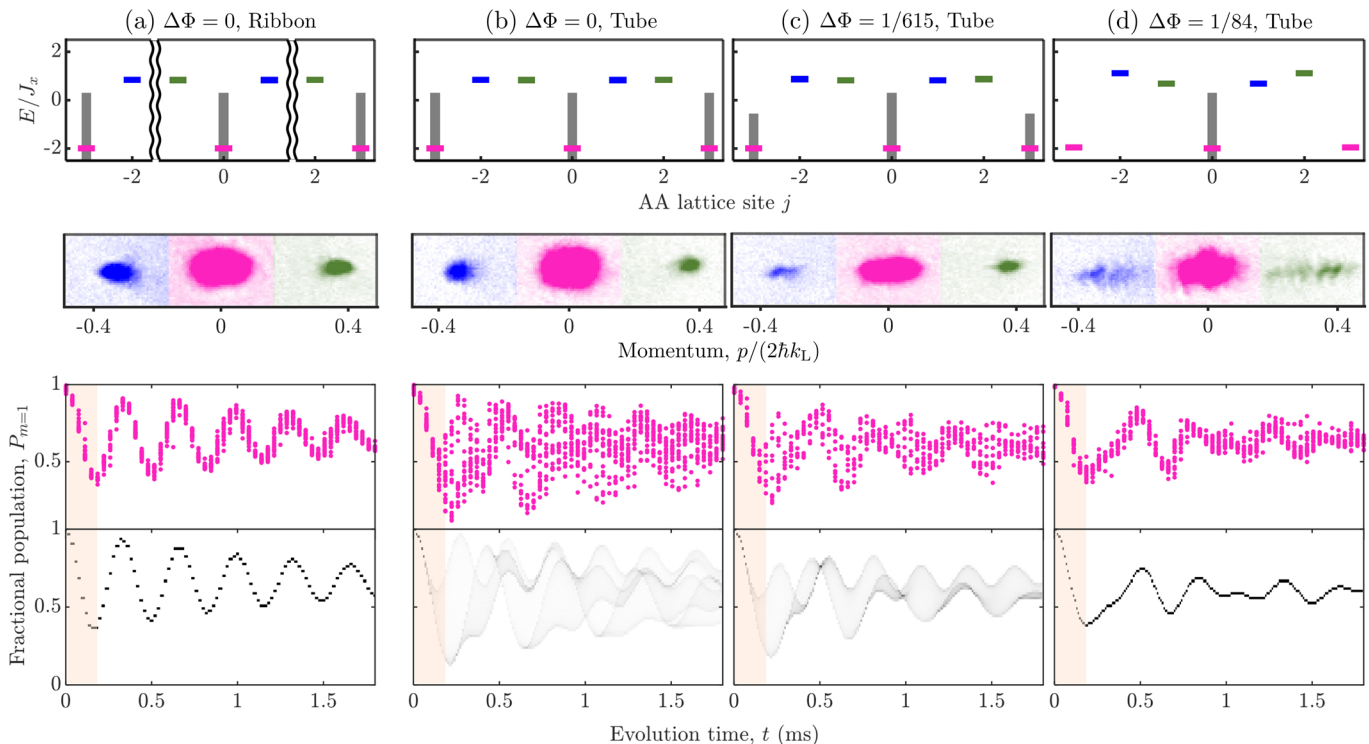 (a) ΔΦ = 0, Ribbon
(b) ΔΦ = 0, Tube
(c) ΔΦ = 1/615, Tube
(d) ΔΦ = 1/84, Tube
E/Jₓ
2
0
-2
-2 0 2
-2 0 2
-2 0 2
-2 0 2
AA lattice site j
-0.4 0 0.4
-0.4 0 0.4
-0.4 0 0.4
-0.4 0 0.4
Momentum, p/(2ħk_L)
Fractional population, P_{m=1}
1
0.5
1
0.5
0
0 0.5 1 1.5
0 0.5 1 1.5
0 0.5 1 1.5
0 0.5 1 1.5
Evolution time, t (ms)